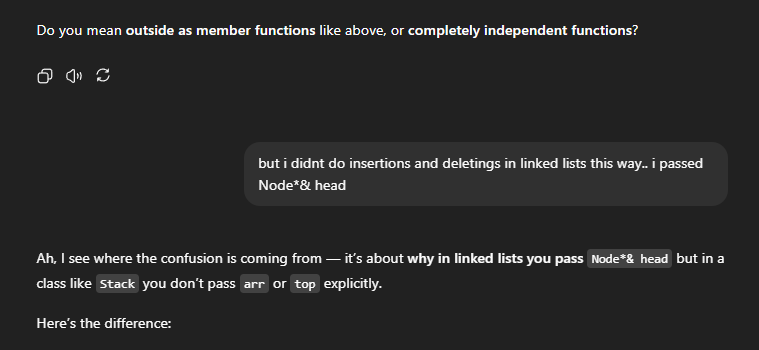 Do you mean outside as member functions like above, or completely independent functions?
but i didnt do insertions and deletings in linked lists this way.. i passed
Node*& head
Ah, I see where the confusion is coming from — it's about why in linked lists you pass Node*& head but in a
class like Stack you don't pass arr or top explicitly.
Here's the difference: